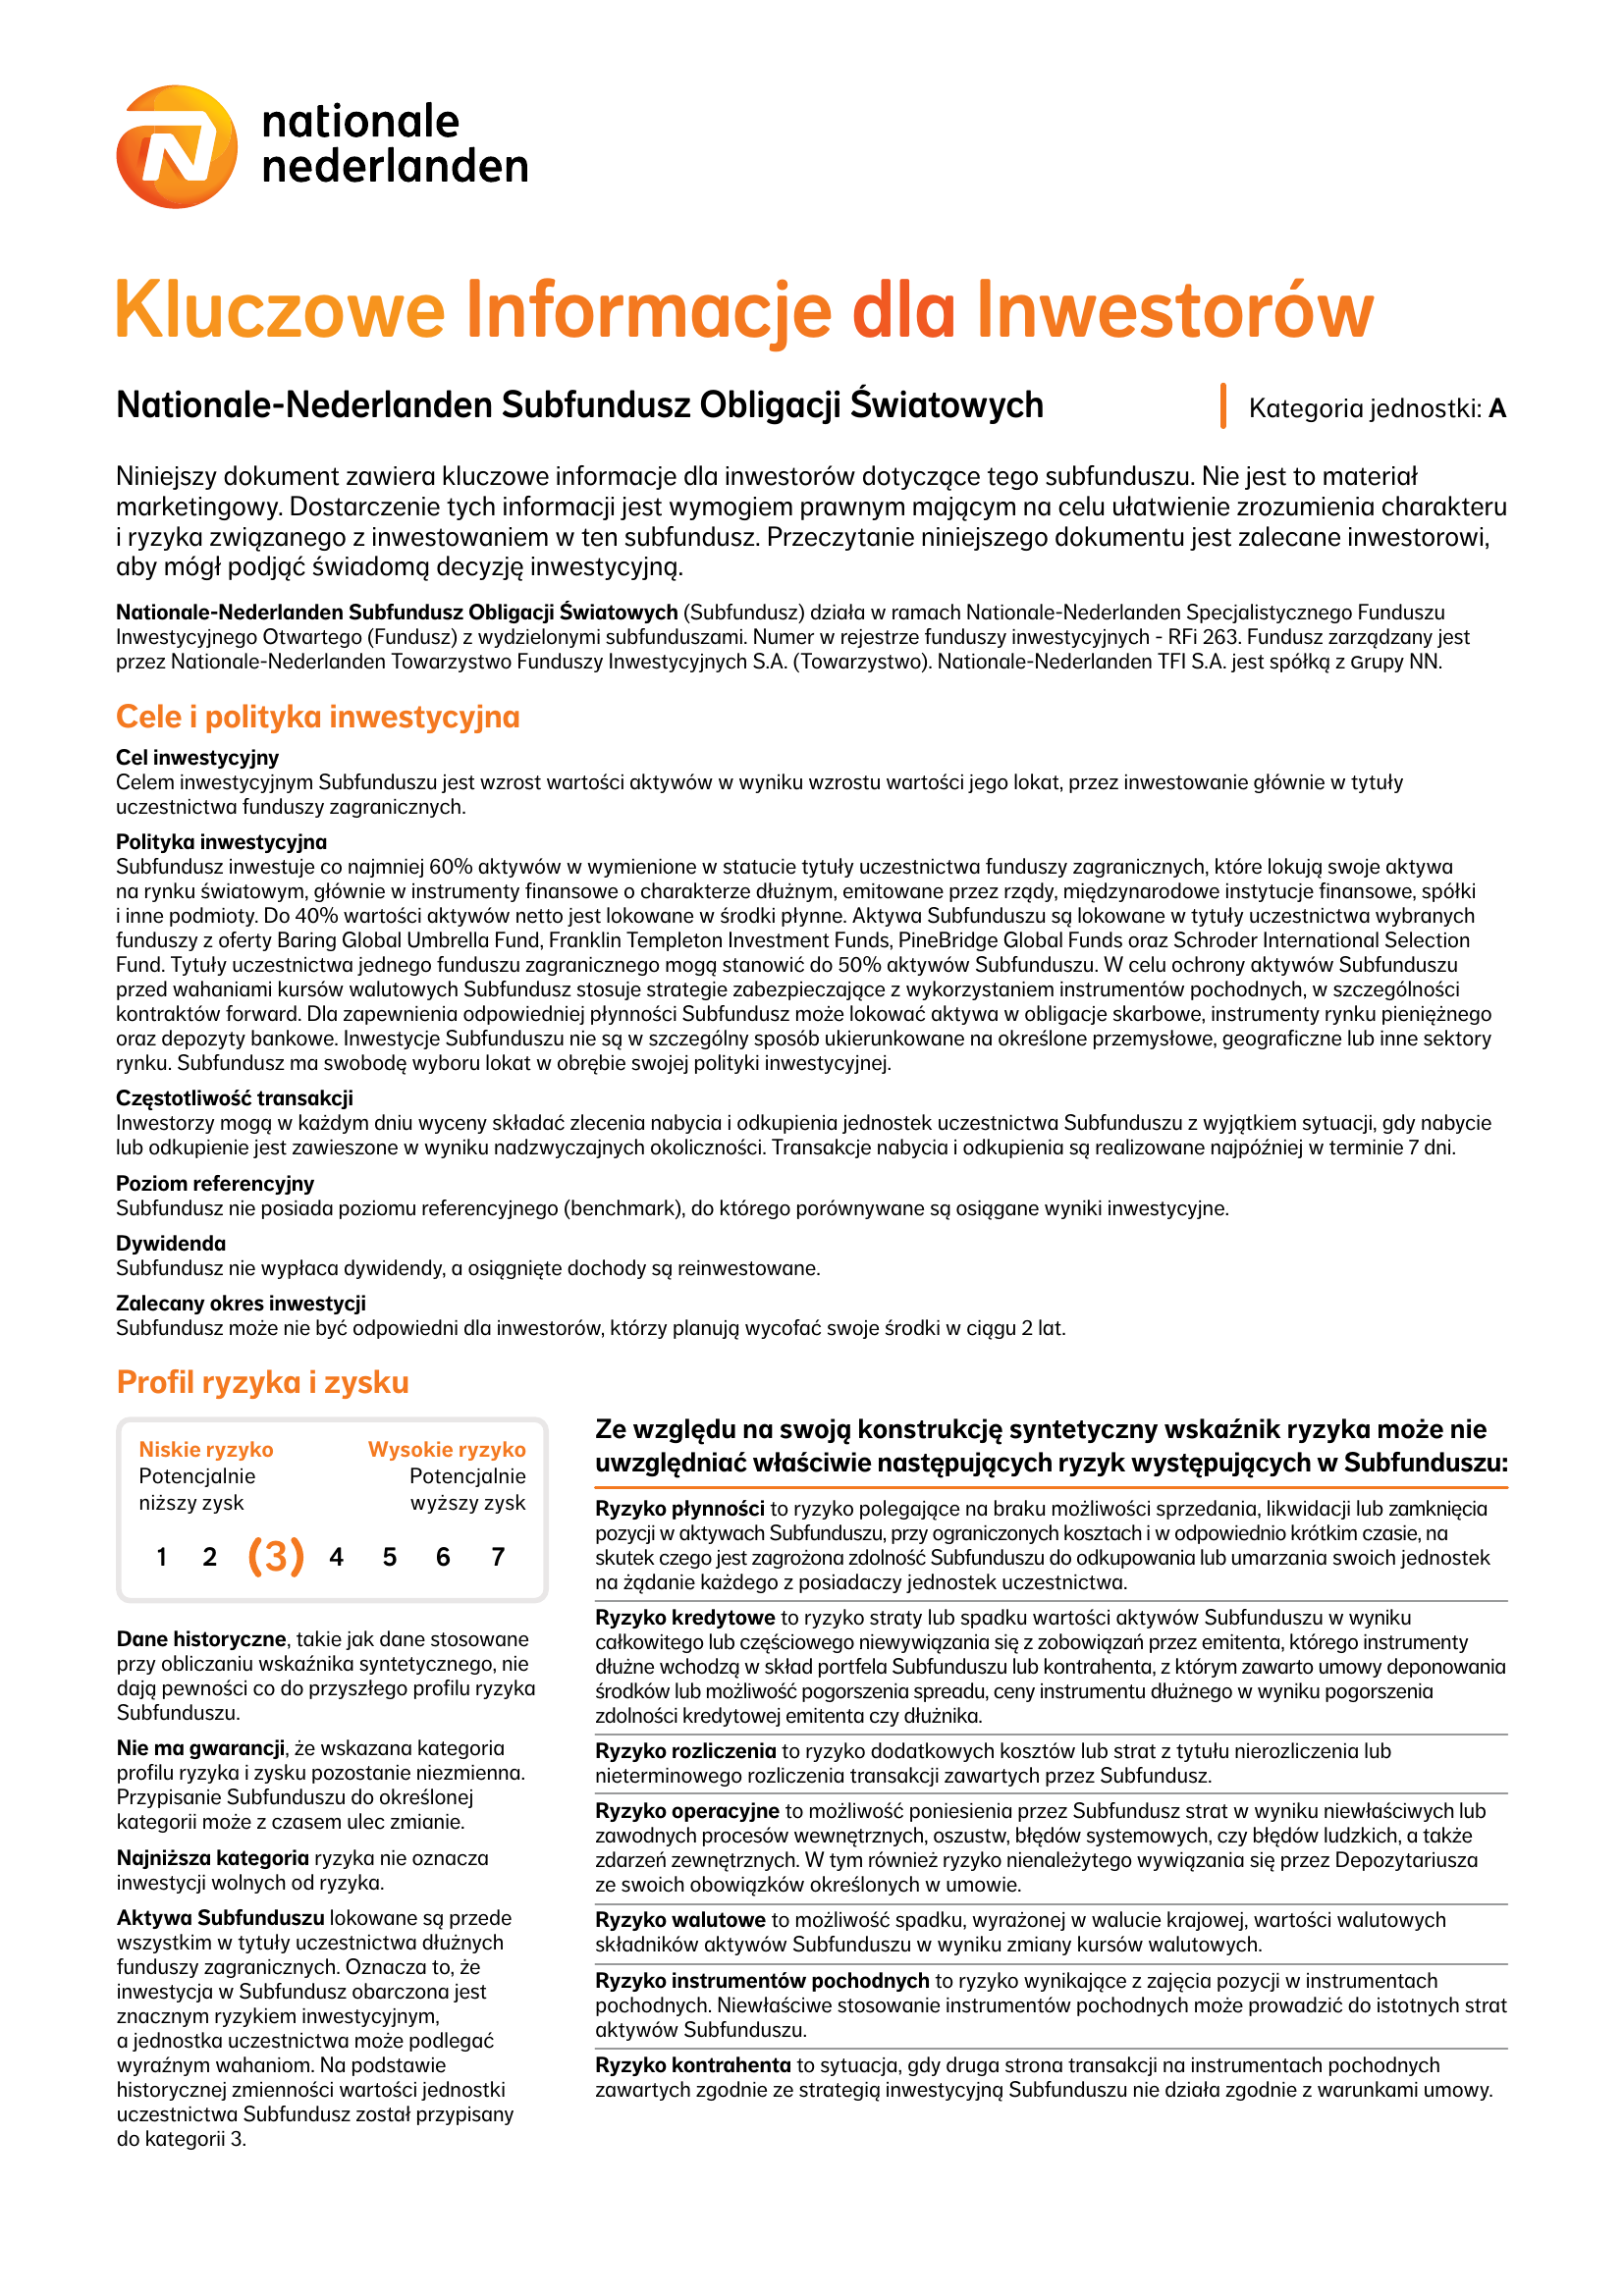 nationale
nederlanden
Kluczowe Informacje dla Inwestorów
Nationale-Nederlanden Subfundusz Obligacji Światowych
Kategoria jednostki: A
Niniejszy dokument zawiera kluczowe informacje dla inwestorów dotyczące tego subfunduszu. Nie jest to materiał
marketingowy. Dostarczenie tych informacji jest wymogiem prawnym mającym na celu ułatwienie zrozumienia charakteru
i ryzyka związanego z inwestowaniem w ten subfundusz. Przeczytanie niniejszego dokumentu jest zalecane inwestorowi,
aby mógł podjąć świadomą decyzję inwestycyjną.
Nationale-Nederlanden Subfundusz Obligacji Światowych (Subfundusz) działa w ramach Nationale-Nederlanden Specjalistycznego Funduszu
Inwestycyjnego Otwartego (Fundusz) z wydzielonymi subfunduszami. Numer w rejestrze funduszy inwestycyjnych - RFi 263. Fundusz zarządzany jest
przez Nationale-Nederlanden Towarzystwo Funduszy Inwestycyjnych S.A. (Towarzystwo). Nationale-Nederlanden TFI S.A. jest spółką z Grupy NN.
Cele i polityka inwestycyjna
Cel inwestycyjny
Celem inwestycyjnym Subfunduszu jest wzrost wartości aktywów w wyniku wzrostu wartości jego lokat, przez inwestowanie głównie w tytuły
uczestnictwa funduszy zagranicznych.
Polityka inwestycyjna
Subfundusz inwestuje co najmniej 60% aktywów w wymienione w statucie tytuły uczestnictwa funduszy zagranicznych, które lokują swoje aktywa
na rynku światowym, głównie w instrumenty finansowe o charakterze dłużnym, emitowane przez rządy, międzynarodowe instytucje finansowe, spółki
i inne podmioty. Do 40% wartości aktywów netto jest lokowane w środki płynne. Aktywa Subfunduszu są lokowane w tytuły uczestnictwa wybranych
funduszy z oferty Baring Global Umbrella Fund, Franklin Templeton Investment Funds, PineBridge Global Funds oraz Schroder International Selection
Fund. Tytuły uczestnictwa jednego funduszu zagranicznego mogą stanowić do 50% aktywów Subfunduszu. W celu ochrony aktywów Subfunduszu
przed wahaniami kursów walutowych Subfundusz stosuje strategie zabezpieczające z wykorzystaniem instrumentów pochodnych, w szczególności
kontraktów forward. Dla zapewnienia odpowiedniej płynności Subfundusz może lokować aktywa w obligacje skarbowe, instrumenty rynku pieniężnego
oraz depozyty bankowe. Inwestycje Subfunduszu nie są w szczególny sposób ukierunkowane na określone przemysłowe, geograficzne lub inne sektory
rynku. Subfundusz ma swobodę wyboru lokat w obrębie swojej polityki inwestycyjnej.
Częstotliwość transakcji
Inwestorzy mogą w każdym dniu wyceny składać zlecenia nabycia i odkupienia jednostek uczestnictwa Subfunduszu z wyjątkiem sytuacji, gdy nabycie
lub odkupienie jest zawieszone w wyniku nadzwyczajnych okoliczności. Transakcje nabycia i odkupienia są realizowane najpóźniej w terminie 7 dni.
Poziom referencyjny
Subfundusz nie posiada poziomu referencyjnego (benchmark), do którego porównywane są osiągane wyniki inwestycyjne.
Dywidenda
Subfundusz nie wypłaca dywidendy, a osiągnięte dochody są reinwestowane.
Zalecany okres inwestycji
Subfundusz może nie być odpowiedni dla inwestorów, którzy planują wycofać swoje środki w ciągu 2 lat.
Profil ryzyka i zysku
Niskie ryzyko Wysokie ryzyko
Potencjalnie Potencjalnie
niższy zysk wyższy zysk
1 2 (3) 4 5 6 7
Dane historyczne, takie jak dane stosowane
przy obliczaniu wskaźnika syntetycznego, nie
dają pewności co do przyszłego profilu ryzyka
Subfunduszu.
Nie ma gwarancji, że wskazana kategoria
profilu ryzyka i zysku pozostanie niezmienna.
Przypisanie Subfunduszu do określonej
kategorii może z czasem ulec zmianie.
Najniższa kategoria ryzyka nie oznacza
inwestycji wolnych od ryzyka.
Aktywa Subfunduszu lokowane są przede
wszystkim w tytuły uczestnictwa dłużnych
funduszy zagranicznych. Oznacza to, że
inwestycja w Subfundusz obarczona jest
znacznym ryzykiem inwestycyjnym,
a jednostka uczestnictwa może podlegać
wyraźnym wahaniom. Na podstawie
historycznej zmienności wartości jednostki
uczestnictwa Subfundusz został przypisany
do kategorii 3.
Ze względu na swoją konstrukcję syntetyczny wskaźnik ryzyka może nie
uwzględniać właściwie następujących ryzyk występujących w Subfunduszu:
Ryzyko płynności to ryzyko polegające na braku możliwości sprzedania, likwidacji lub zamknięcia
pozycji w aktywach Subfunduszu, przy ograniczonych kosztach i w odpowiednio krótkim czasie, na
skutek czego jest zagrożona zdolność Subfunduszu do odkupowania lub umarzania swoich jednostek
na żądanie każdego z posiadaczy jednostek uczestnictwa.
Ryzyko kredytowe to ryzyko straty lub spadku wartości aktywów Subfunduszu w wyniku
całkowitego lub częściowego niewywiązania się z zobowiązań przez emitenta, którego instrumenty
dłużne wchodzą w skład portfela Subfunduszu lub kontrahenta, z którym zawarto umowy deponowania
środków lub możliwość pogorszenia spreadu, ceny instrumentu dłużnego w wyniku pogorszenia
zdolności kredytowej emitenta czy dłużnika.
Ryzyko rozliczenia to ryzyko dodatkowych kosztów lub strat z tytułu nierozliczenia lub
nieterminowego rozliczenia transakcji zawartych przez Subfundusz.
Ryzyko operacyjne to możliwość poniesienia przez Subfundusz strat w wyniku niewłaściwych lub
zawodnych procesów wewnętrznych, oszustw, błędów systemowych, czy błędów ludzkich, a także
zdarzeń zewnętrznych. W tym również ryzyko nienależytego wywiązania się przez Depozytariusza
ze swoich obowiązków określonych w umowie.
Ryzyko walutowe to możliwość spadku, wyrażonej w walucie krajowej, wartości walutowych
składników aktywów Subfunduszu w wyniku zmiany kursów walutowych.
Ryzyko instrumentów pochodnych to ryzyko wynikające z zajęcia pozycji w instrumentach
pochodnych. Niewłaściwe stosowanie instrumentów pochodnych może prowadzić do istotnych strat
aktywów Subfunduszu.
Ryzyko kontrahenta to sytuacja, gdy druga strona transakcji na instrumentach pochodnych
zawartych zgodnie ze strategią inwestycyjną Subfunduszu nie działa zgodnie z warunkami umowy.